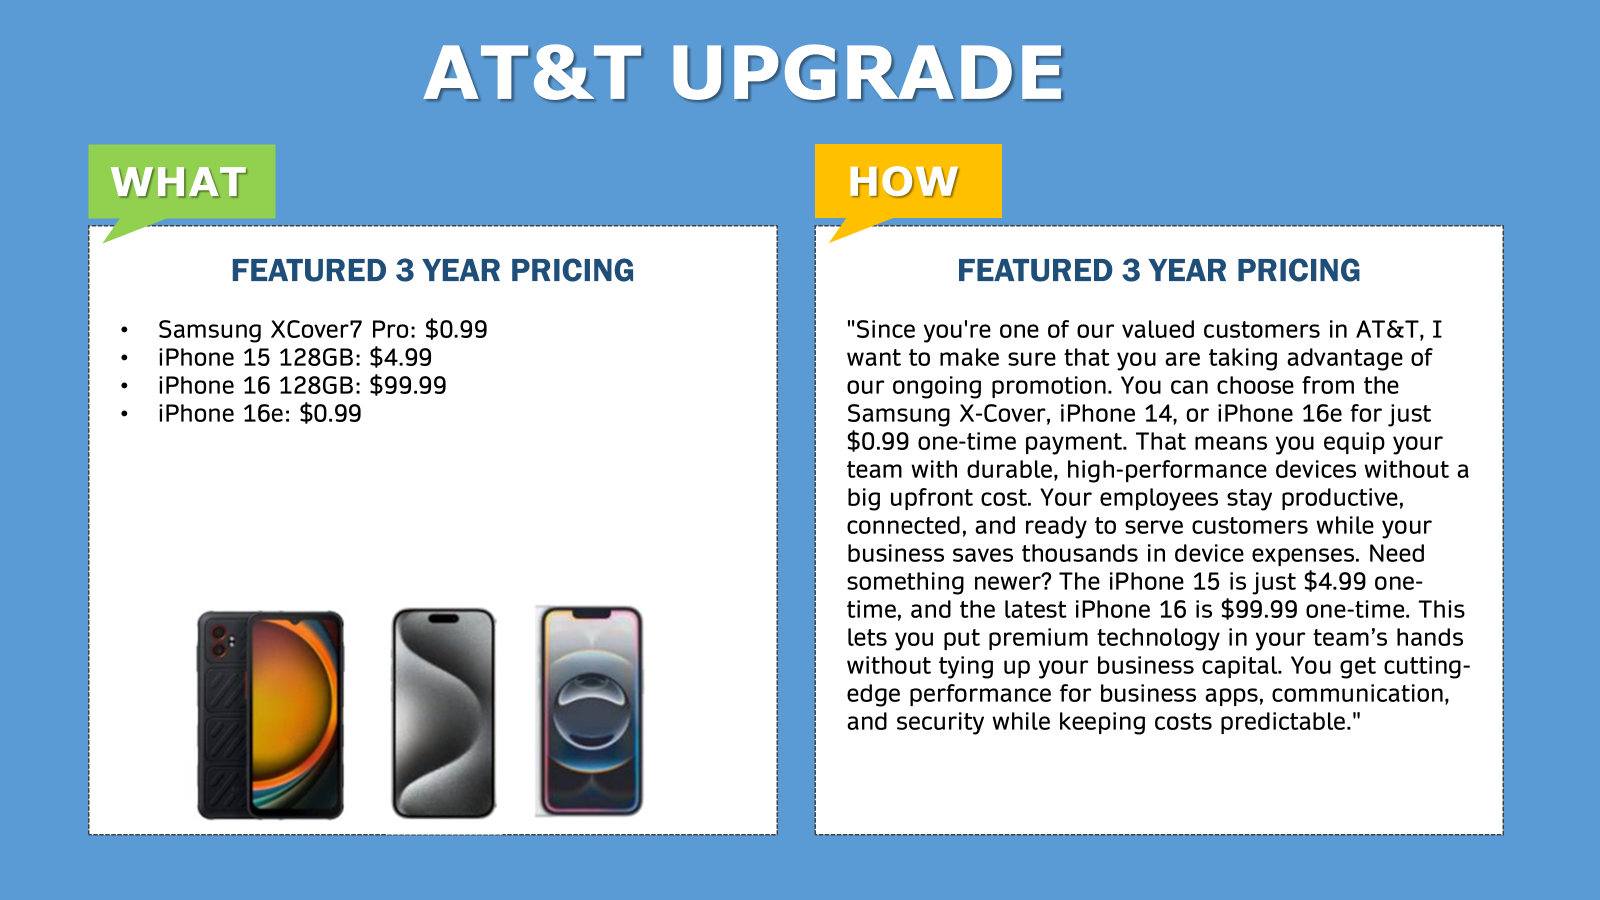 AT&T UPGRADE
WHAT
FEATURED 3 YEAR PRICING
• Samsung XCover7 Pro: $0.99
• iPhone 15 128GB: $4.99
• iPhone 16 128GB: $99.99
• iPhone 16e: $0.99
HOW
FEATURED 3 YEAR PRICING
"Since you're one of our valued customers in AT&T, I
want to make sure that you are taking advantage of
our ongoing promotion. You can choose from the
Samsung X-Cover, iPhone 14, or iPhone 16e for just
$0.99 one-time payment. That means you equip your
team with durable, high-performance devices without a
big upfront cost. Your employees stay productive,
connected, and ready to serve customers while your
business saves thousands in device expenses. Need
something newer? The iPhone 15 is just $4.99 one-
time, and the latest iPhone 16 is $99.99 one-time. This
lets you put premium technology in your team’s hands
without tying up your business capital. You get cutting-
edge performance for business apps, communication,
and security while keeping costs predictable."